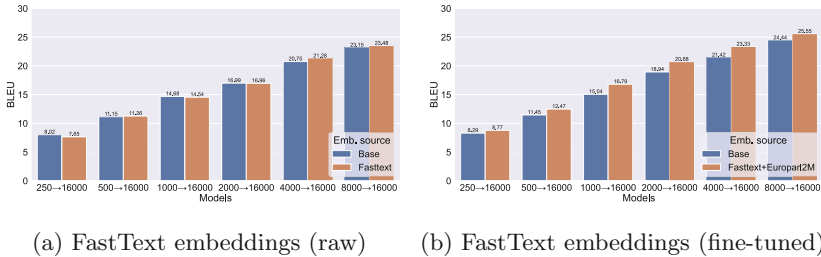 30
25
20
15
10
5
0
BLEU
8,02
7,65
11,15
11,26
14,68
14,54
16,99
16,96
20,75
21,28
23,15
23,48
Emb. source
Base
Fasttext
250→16000 500→16000 1000→16000 2000→16000 4000→16000 8000→16000
Models
(a) FastText embeddings (raw)
30
25
20
15
10
5
0
BLEU
8,29
8,77
11,45
12,47
15,04
16,79
18,94
20,68
21,42
23,33
24,44
25,55
Emb. source
Base
Fasttext+Europarl2M
250→16000 500→16000 1000→16000 2000→16000 4000→16000 8000→16000
Models
(b) FastText embeddings (fine-tuned)